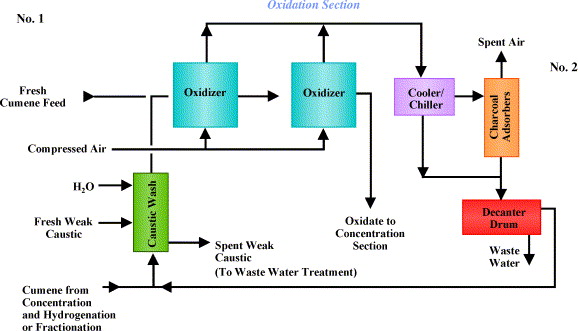 Oxidation Section
No. 1
Spent Air
No. 2
Fresh
Cumene Feed
Oxidizer
Oxidizer
Cooler/
Chiller
Charcoal
Adsorbers
Compressed Air
H₂O
Caustic Wash
Fresh Weak
Caustic
Decanter
Drum
Oxidate to
Concentration
Section
Spent Weak
Caustic
(To Waste Water Treatment)
Waste
Water
Cumene from
Concentration
and Hydrogenation
or Fractionation